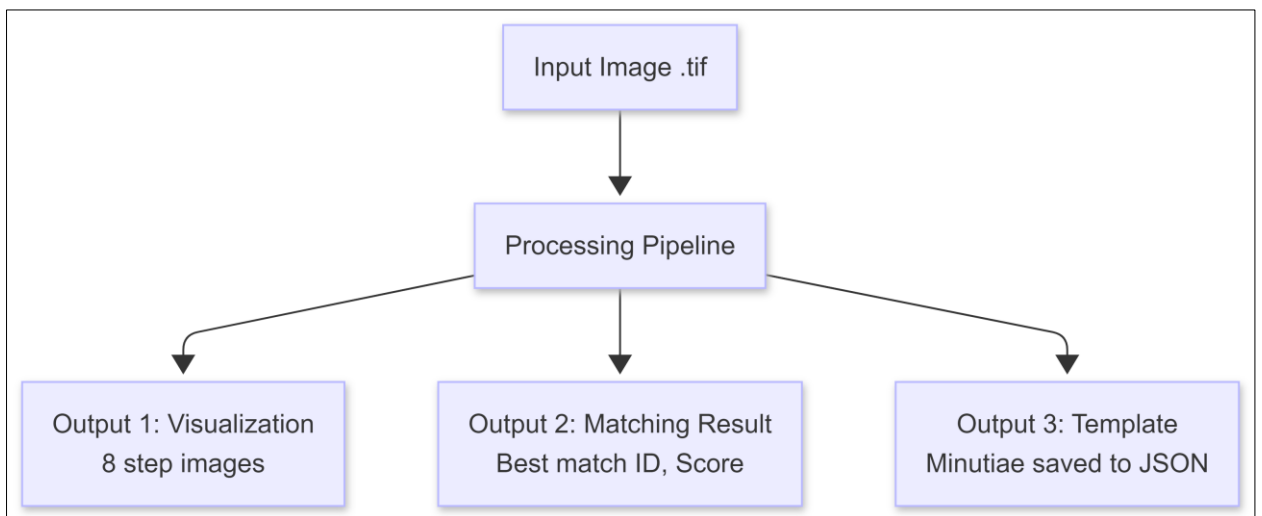 Input Image .tif
Processing Pipeline
Output 1: Visualization
8 step images
Output 2: Matching Result
Best match ID, Score
Output 3: Template
Minutiae saved to JSON